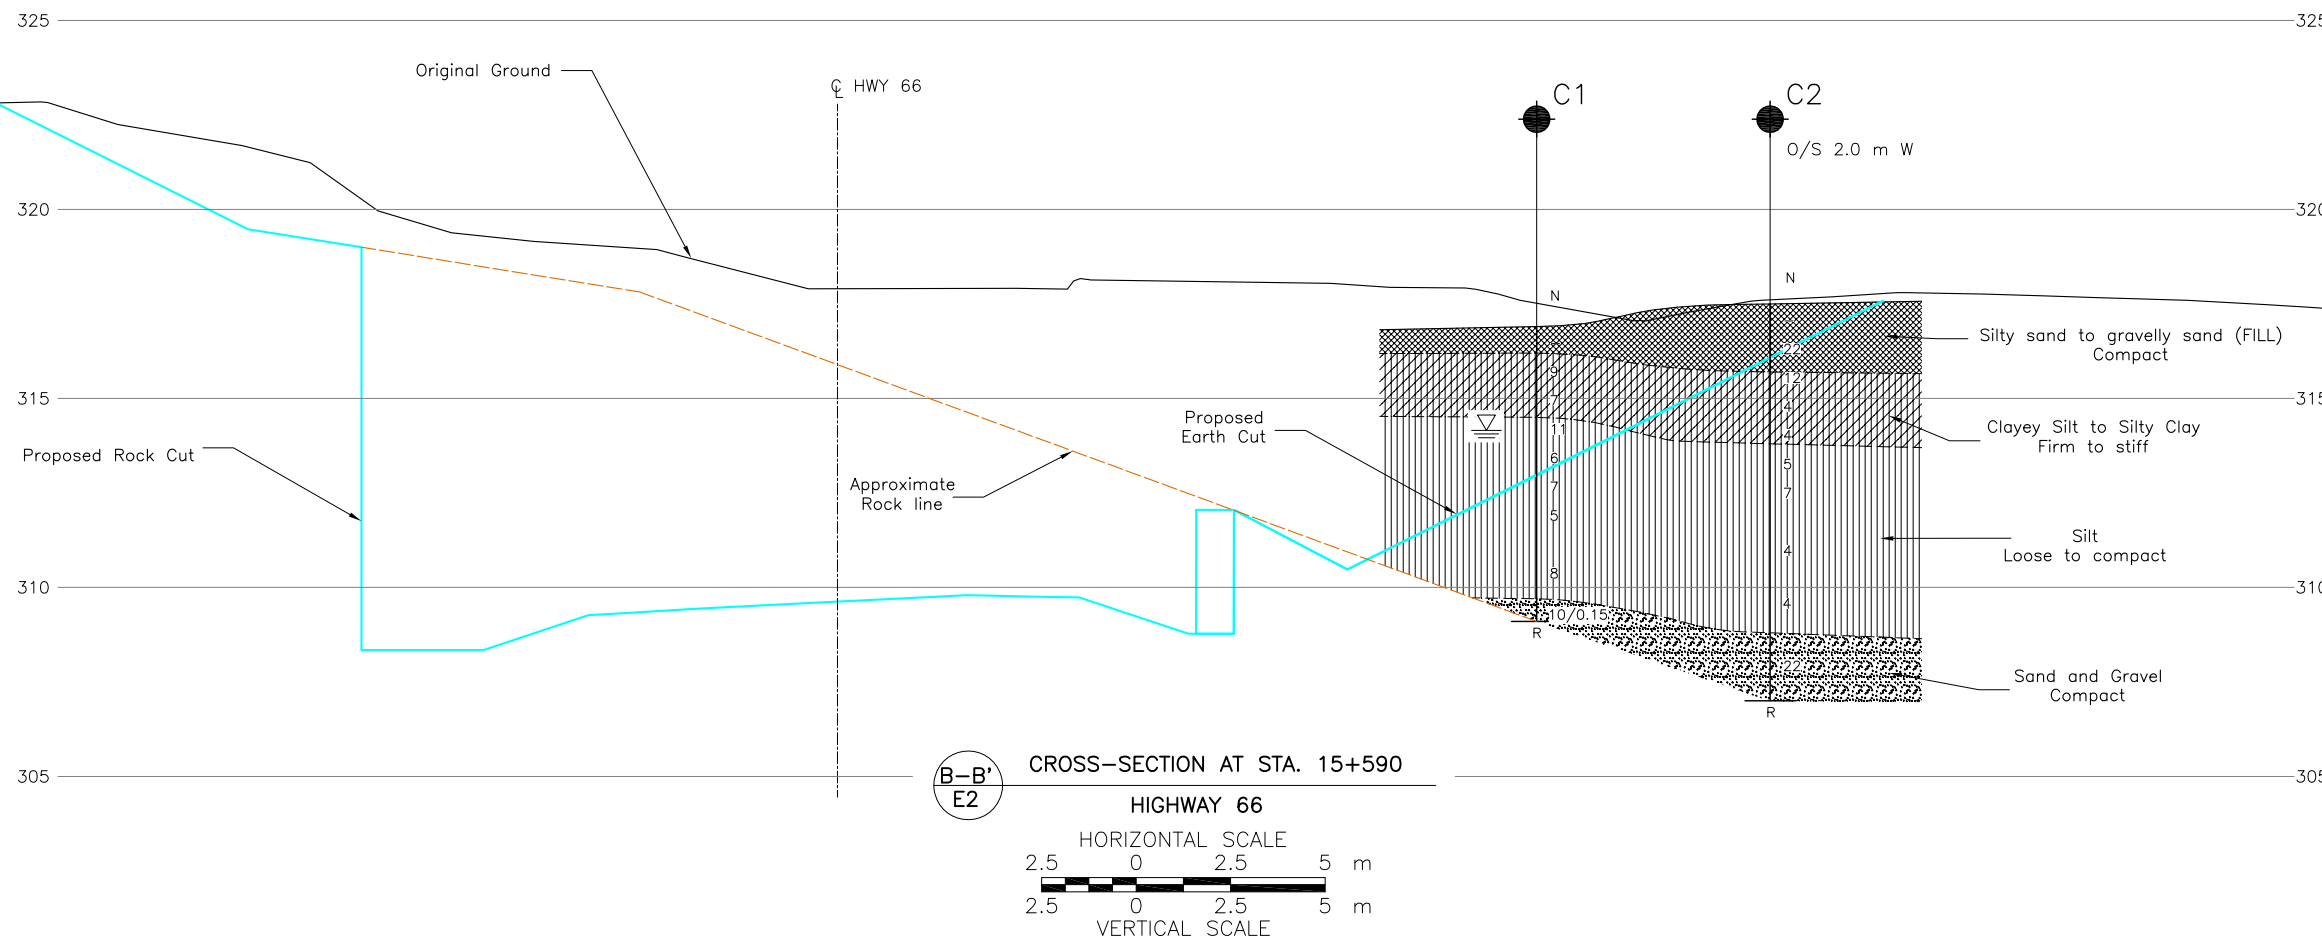 325
325
Original Ground
℄ HWY 66
C1
C2
O/S 2.0 m W
320
320
N
N
Silty sand to gravelly sand (FILL)
Compact
22
9
12
7
4
315
315
Proposed
Earth Cut
11
4
Clayey Silt to Silty Clay
Firm to stiff
Proposed Rock Cut
6
5
Approximate
Rock line
7
7
5
Silt
Loose to compact
4
8
310
310
4
10/0.15
R
22
Sand and Gravel
Compact
R
305
305
B-B'
E2
CROSS-SECTION AT STA. 15+590
HIGHWAY 66
HORIZONTAL SCALE
2.5 0 2.5 5 m
2.5 0 2.5 5 m
VERTICAL SCALE